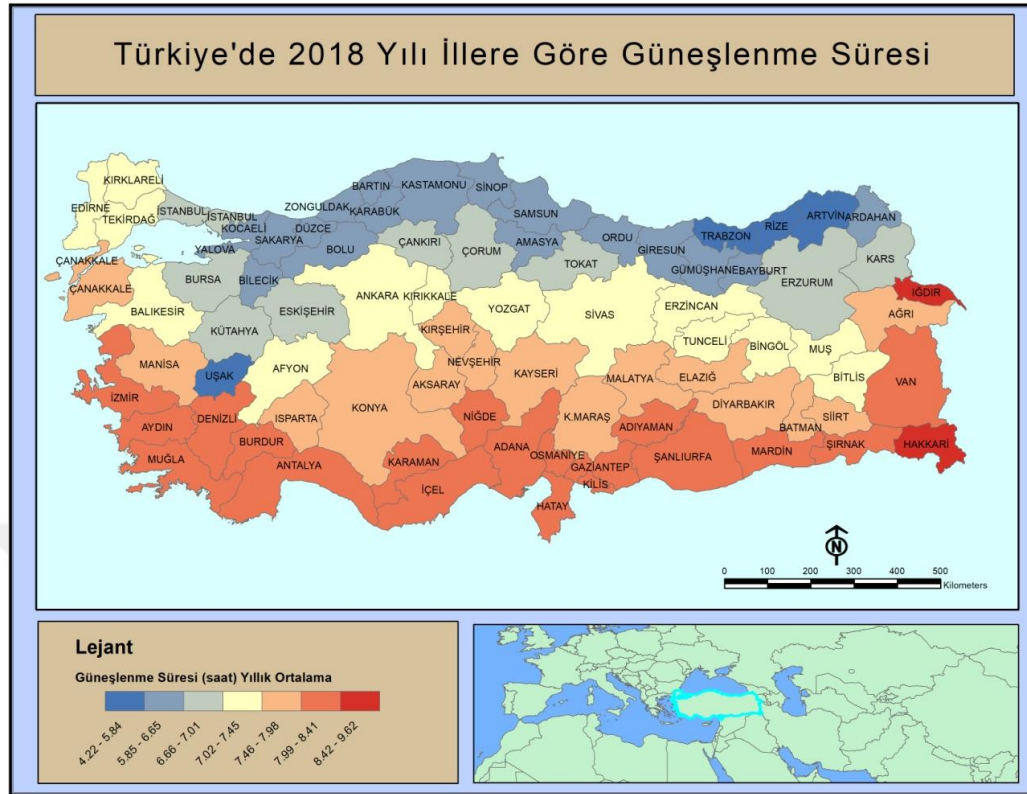 Türkiye'de 2018 Yılı İllere Göre Güneşlenme Süresi
KIRKLARELİ
EDİRNE
TEKİRDAĞ
İSTANBUL
İSTANBUL
KOCAELİ
YALOVA
SAKARYA
DÜZCE
ZONGULDAK
BARTIN
KARABÜK
KASTAMONU
SİNOP
SAMSUN
BOLU
ÇANKIRI
ÇORUM
AMASYA
TOKAT
ORDU
GİRESUN
TRABZON
RİZE
ARTVİN
ARDAHAN
GÜMÜŞHANE
BAYBURT
KARS
ERZURUM
IĞDIR
AĞRI
ÇANAKKALE
ÇANAKKALE
BURSA
BİLECİK
BALIKESİR
KÜTAHYA
ESKİŞEHİR
ANKARA
KIRIKKALE
YOZGAT
SİVAS
ERZİNCAN
TUNCELİ
BİNGÖL
MUŞ
BİTLİS
VAN
MANİSA
UŞAK
AFYON
KIRŞEHİR
NEVŞEHİR
AKSARAY
KAYSERİ
MALATYA
ELAZIĞ
DİYARBAKIR
SİİRT
BATMAN
İZMİR
AYDIN
DENİZLİ
ISPARTA
BURDUR
KONYA
NİĞDE
K.MARAŞ
ADIYAMAN
MUĞLA
ANTALYA
KARAMAN
İÇEL
ADANA
OSMANİYE
GAZİANTEP
KİLİS
HATAY
ŞANLIURFA
MARDİN
ŞIRNAK
HAKKARİ
N
0 100 200 300 400 500
Kilometers
Lejant
Güneşlenme Süresi (saat) Yıllık Ortalama
4.22 - 5.84
5.85 - 6.65
6.66 - 7.01
7.02 - 7.45
7.46 - 7.98
7.99 - 8.41
8.42 - 9.62